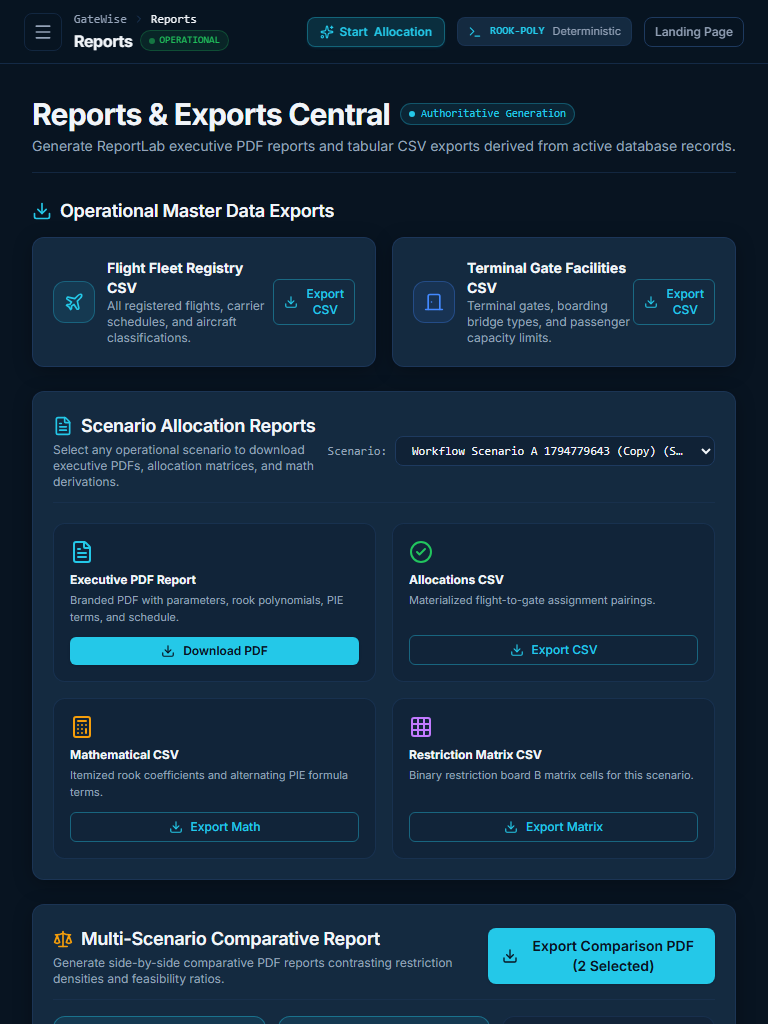 GateWise › Reports
Reports
OPERATIONAL
Start Allocation
ROOK-POLY Deterministic
Landing Page
Reports & Exports Central
Authoritative Generation
Generate ReportLab executive PDF reports and tabular CSV exports derived from active database records.
Operational Master Data Exports
Flight Fleet Registry
CSV
All registered flights, carrier
schedules, and aircraft
classifications.
Export
CSV
Terminal Gate Facilities
CSV
Terminal gates, boarding
bridge types, and passenger
capacity limits.
Export
CSV
Scenario Allocation Reports
Select any operational scenario to download
executive PDFs, allocation matrices, and math
derivations.
Scenario:
Workflow Scenario A 1794779643 (Copy) (S…
Executive PDF Report
Branded PDF with parameters, rook polynomials, PIE
terms, and schedule.
Download PDF
Allocations CSV
Materialized flight-to-gate assignment pairings.
Export CSV
Mathematical CSV
Itemized rook coefficients and alternating PIE formula
terms.
Export Math
Restriction Matrix CSV
Binary restriction board B matrix cells for this scenario.
Export Matrix
Multi-Scenario Comparative Report
Generate side-by-side comparative PDF reports contrasting restriction
densities and feasibility ratios.
Export Comparison PDF
(2 Selected)